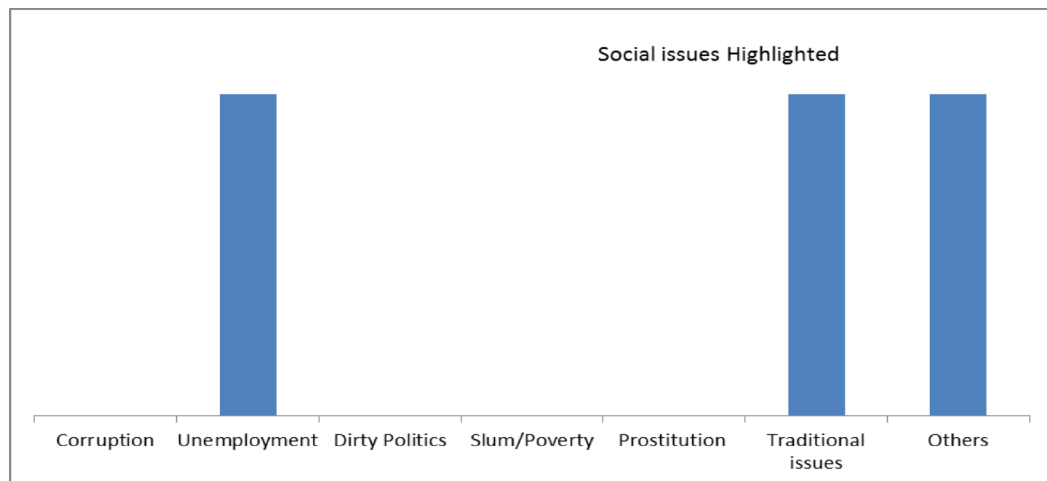 Social issues Highlighted
Corruption Unemployment Dirty Politics Slum/Poverty Prostitution Traditional issues Others